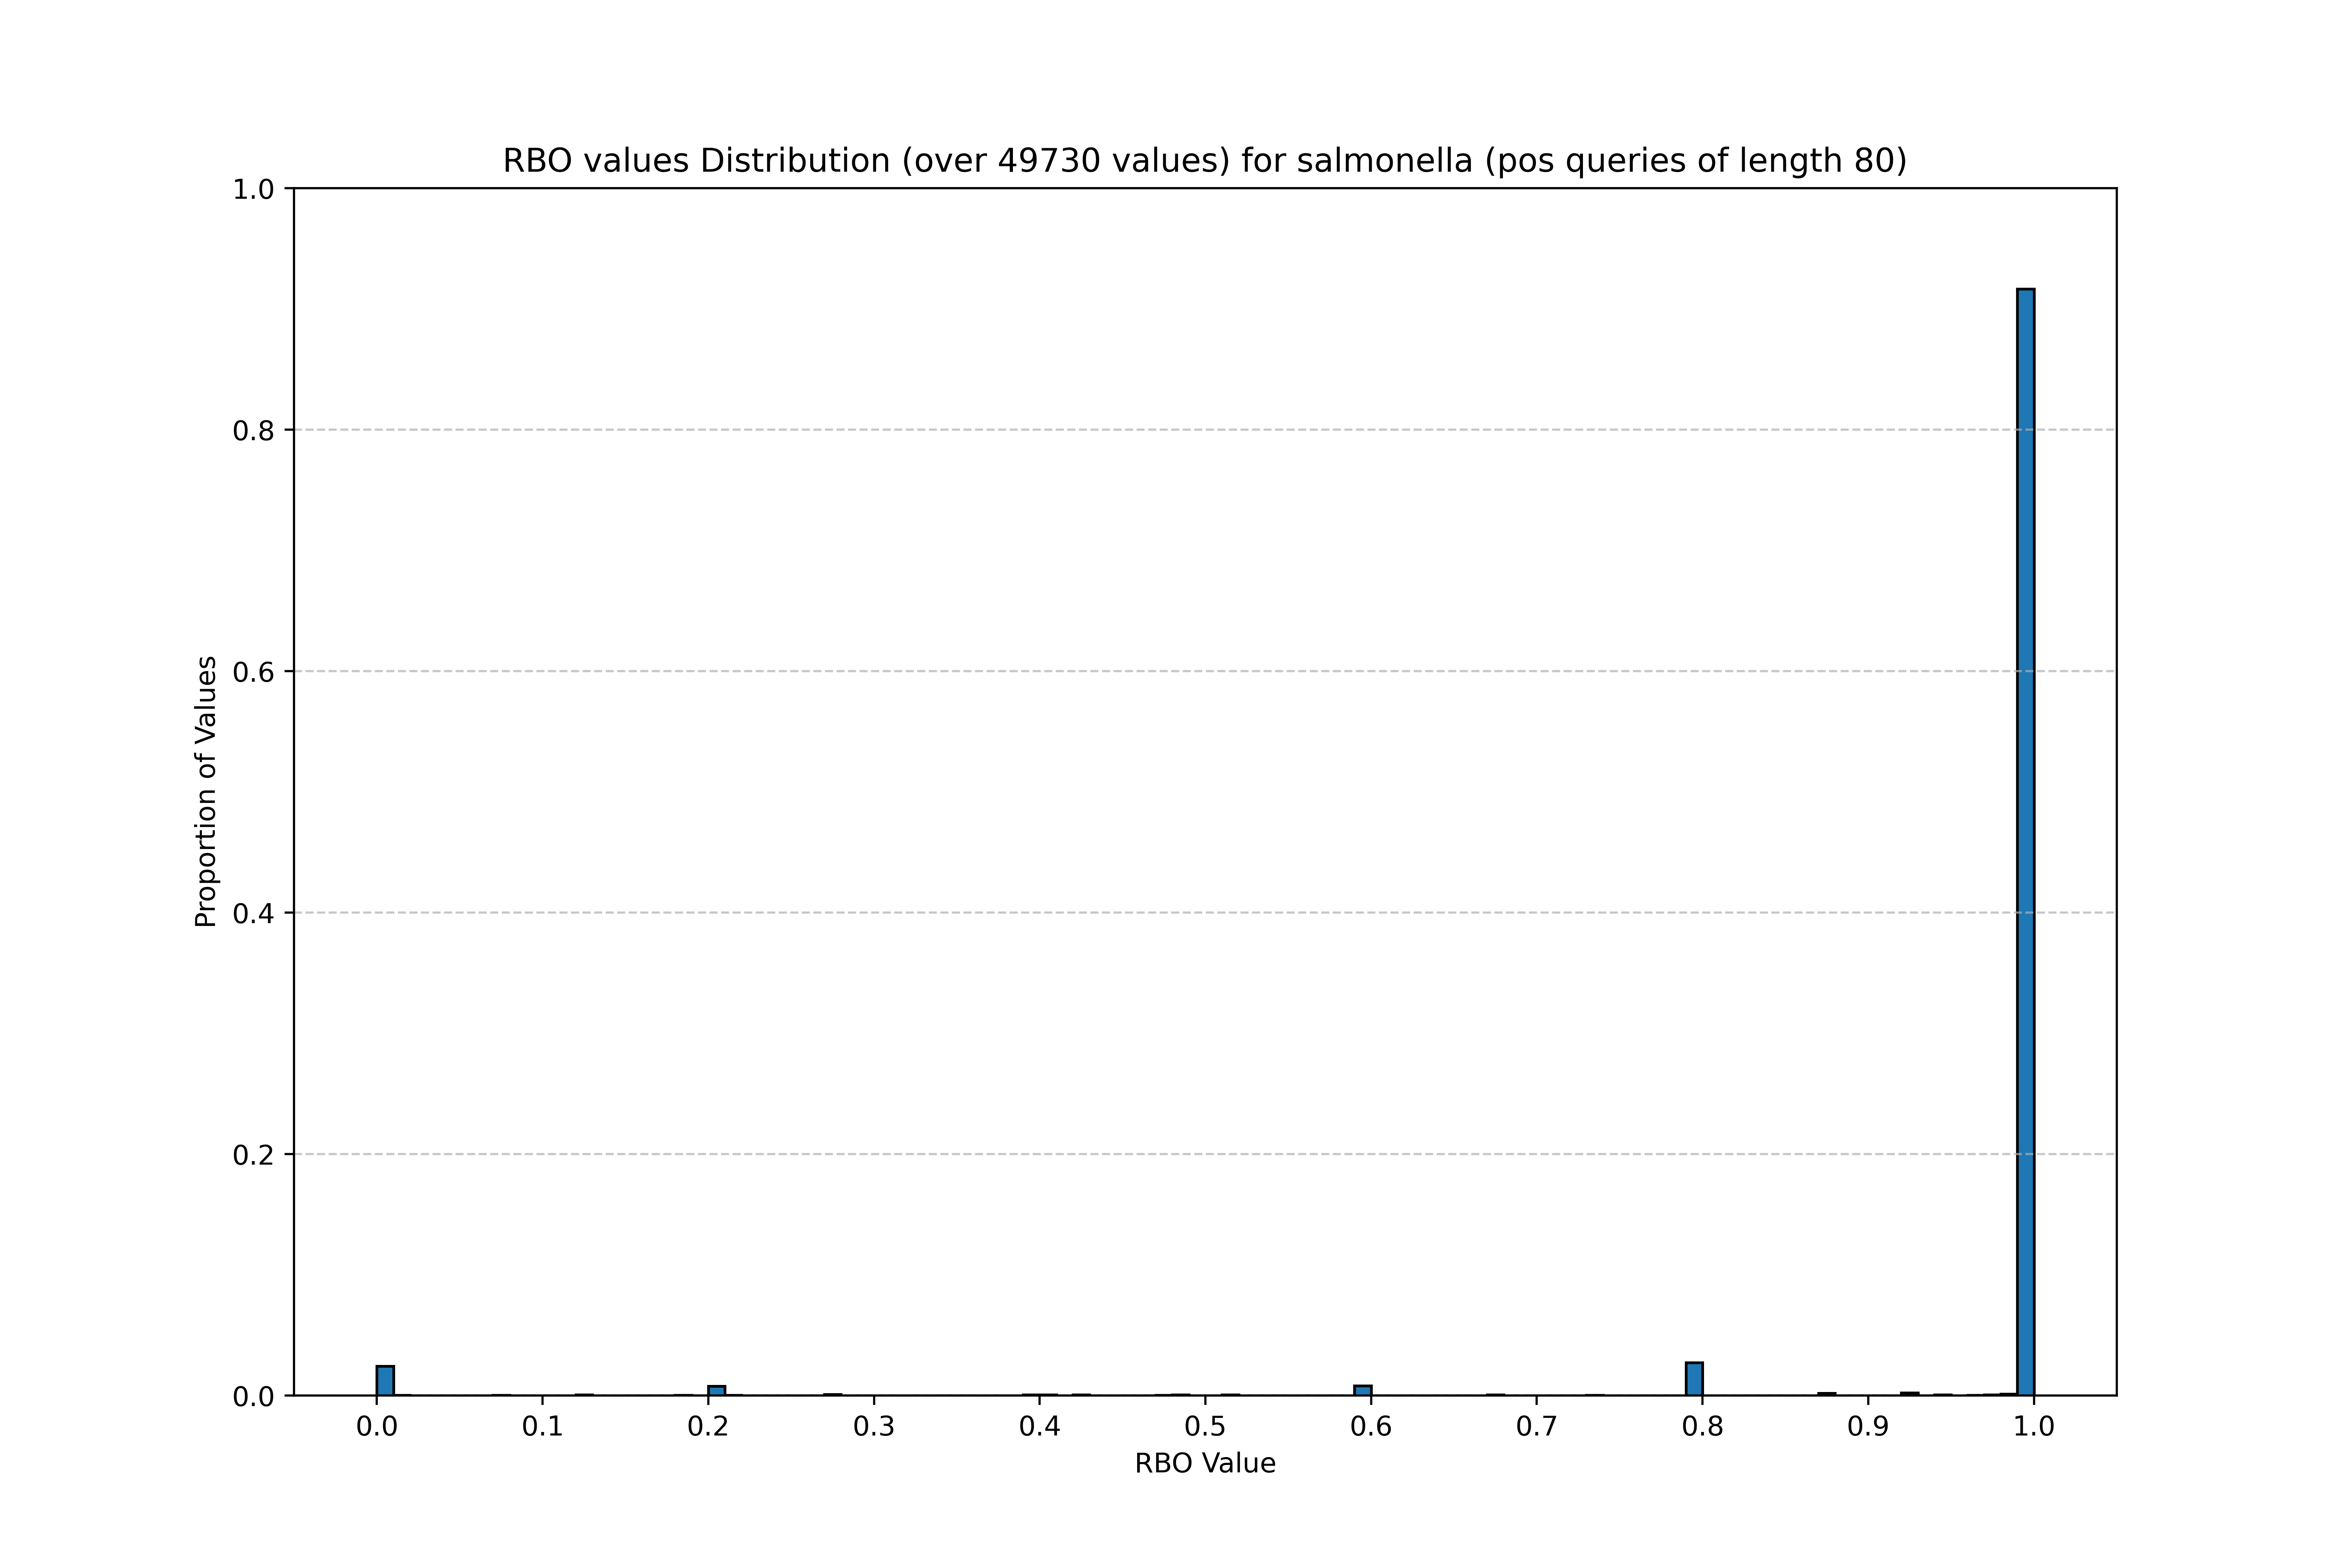 RBO values Distribution (over 49730 values) for salmonella (pos queries of length 80)
1.0
0.8
0.6
0.4
0.2
0.0
Proportion of Values
0.0 0.1 0.2 0.3 0.4 0.5 0.6 0.7 0.8 0.9 1.0
RBO Value